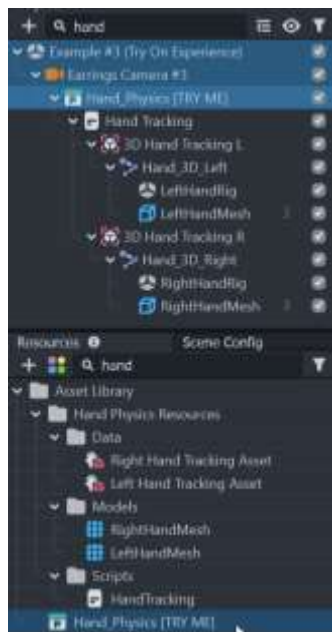 hand
Example #3 [Try On Experience]
Earrings Camera #3
Hand_Physics [TRY ME]
Hand Tracking
3D Hand Tracking L
Hand_3D_Left
LeftHandRig
LeftHandMesh
3D Hand Tracking R
Hand_3D_Right
RightHandRig
RightHandMesh
Resources
Scene Config
hand
Asset Library
Hand Physics Resources
Data
Right Hand Tracking Asset
Left Hand Tracking Asset
Models
RightHandMesh
LeftHandMesh
Scripts
HandTracking
Hand_Physics [TRY ME]